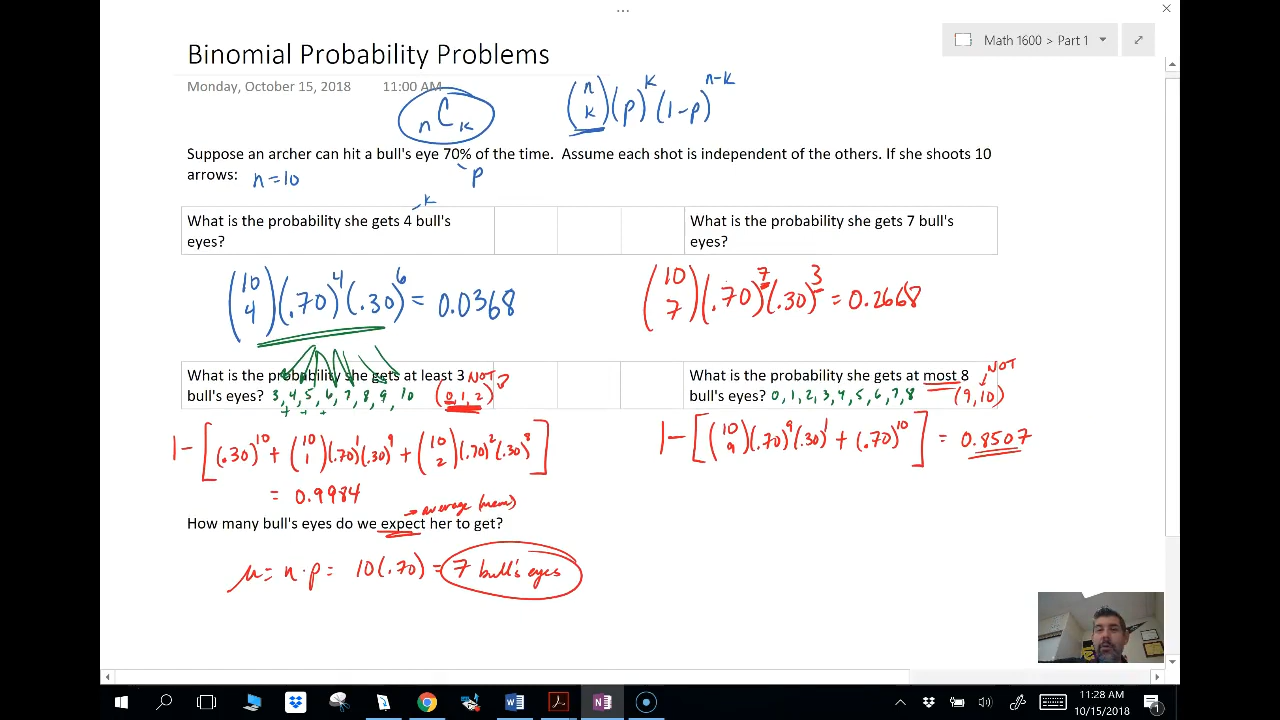 Binomial Probability Problems
Math 1600 > Part 1
Monday, October 15, 2018 11:00 AM
nCk
(n k)(p)^k(1-p)^n-k
Suppose an archer can hit a bull's eye 70% of the time. Assume each shot is independent of the others. If she shoots 10
arrows: n=10 p
k
What is the probability she gets 4 bull's
eyes?
What is the probability she gets 7 bull's
eyes?
(10 4)(.70)^4(.30)^6 = 0.0368
(10 7)(.70)^7(.30)^3 = 0.2668
What is the probability she gets at least 3 NOT
bull's eyes? 3, 4, 5, 6, 7, 8, 9, 10 (0, 1, 2)
+ + + +
What is the probability she gets at most 8 NOT
bull's eyes? 0, 1, 2, 3, 4, 5, 6, 7, 8 (9, 10)
1-[(.30)^10 + (10 1)(.70)^1(.30)^9 + (10 2)(.70)^2(.30)^8]
= 0.9984
1-[(10 9)(.70)^9(.30)^1 + (.70)^10] = 0.8507
→ average (mean)
How many bull's eyes do we expect her to get?
μ = n·p = 10(.70) = 7 bull's eyes
11:28 AM
10/15/2018
1